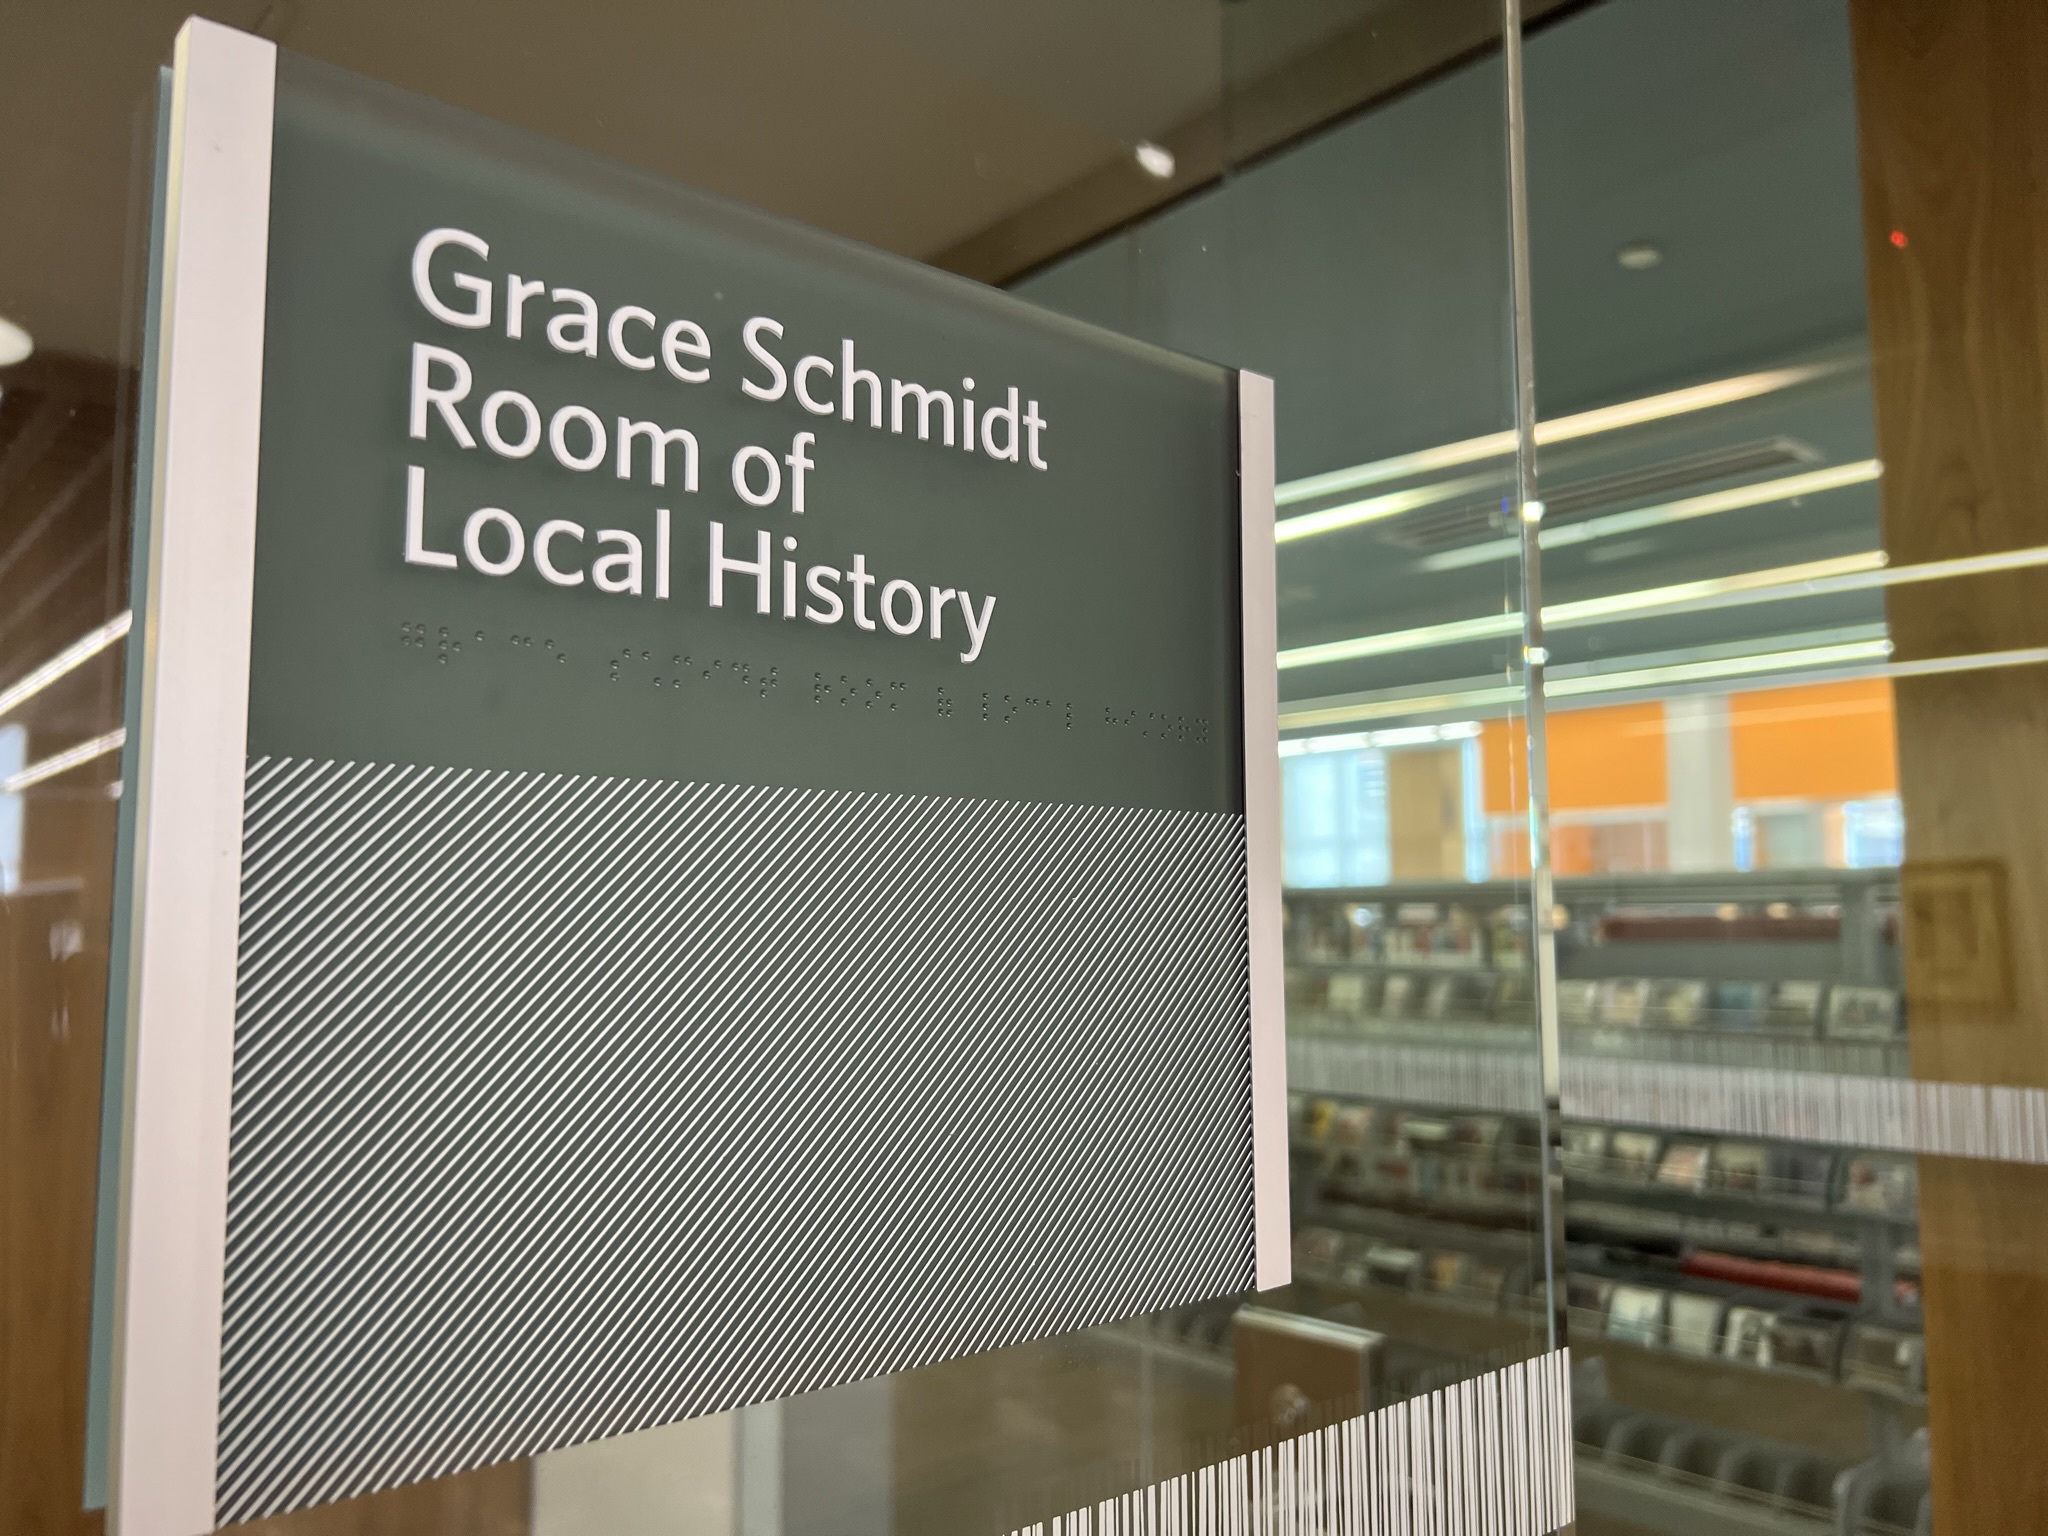 Grace Schmidt
Room of
Local History